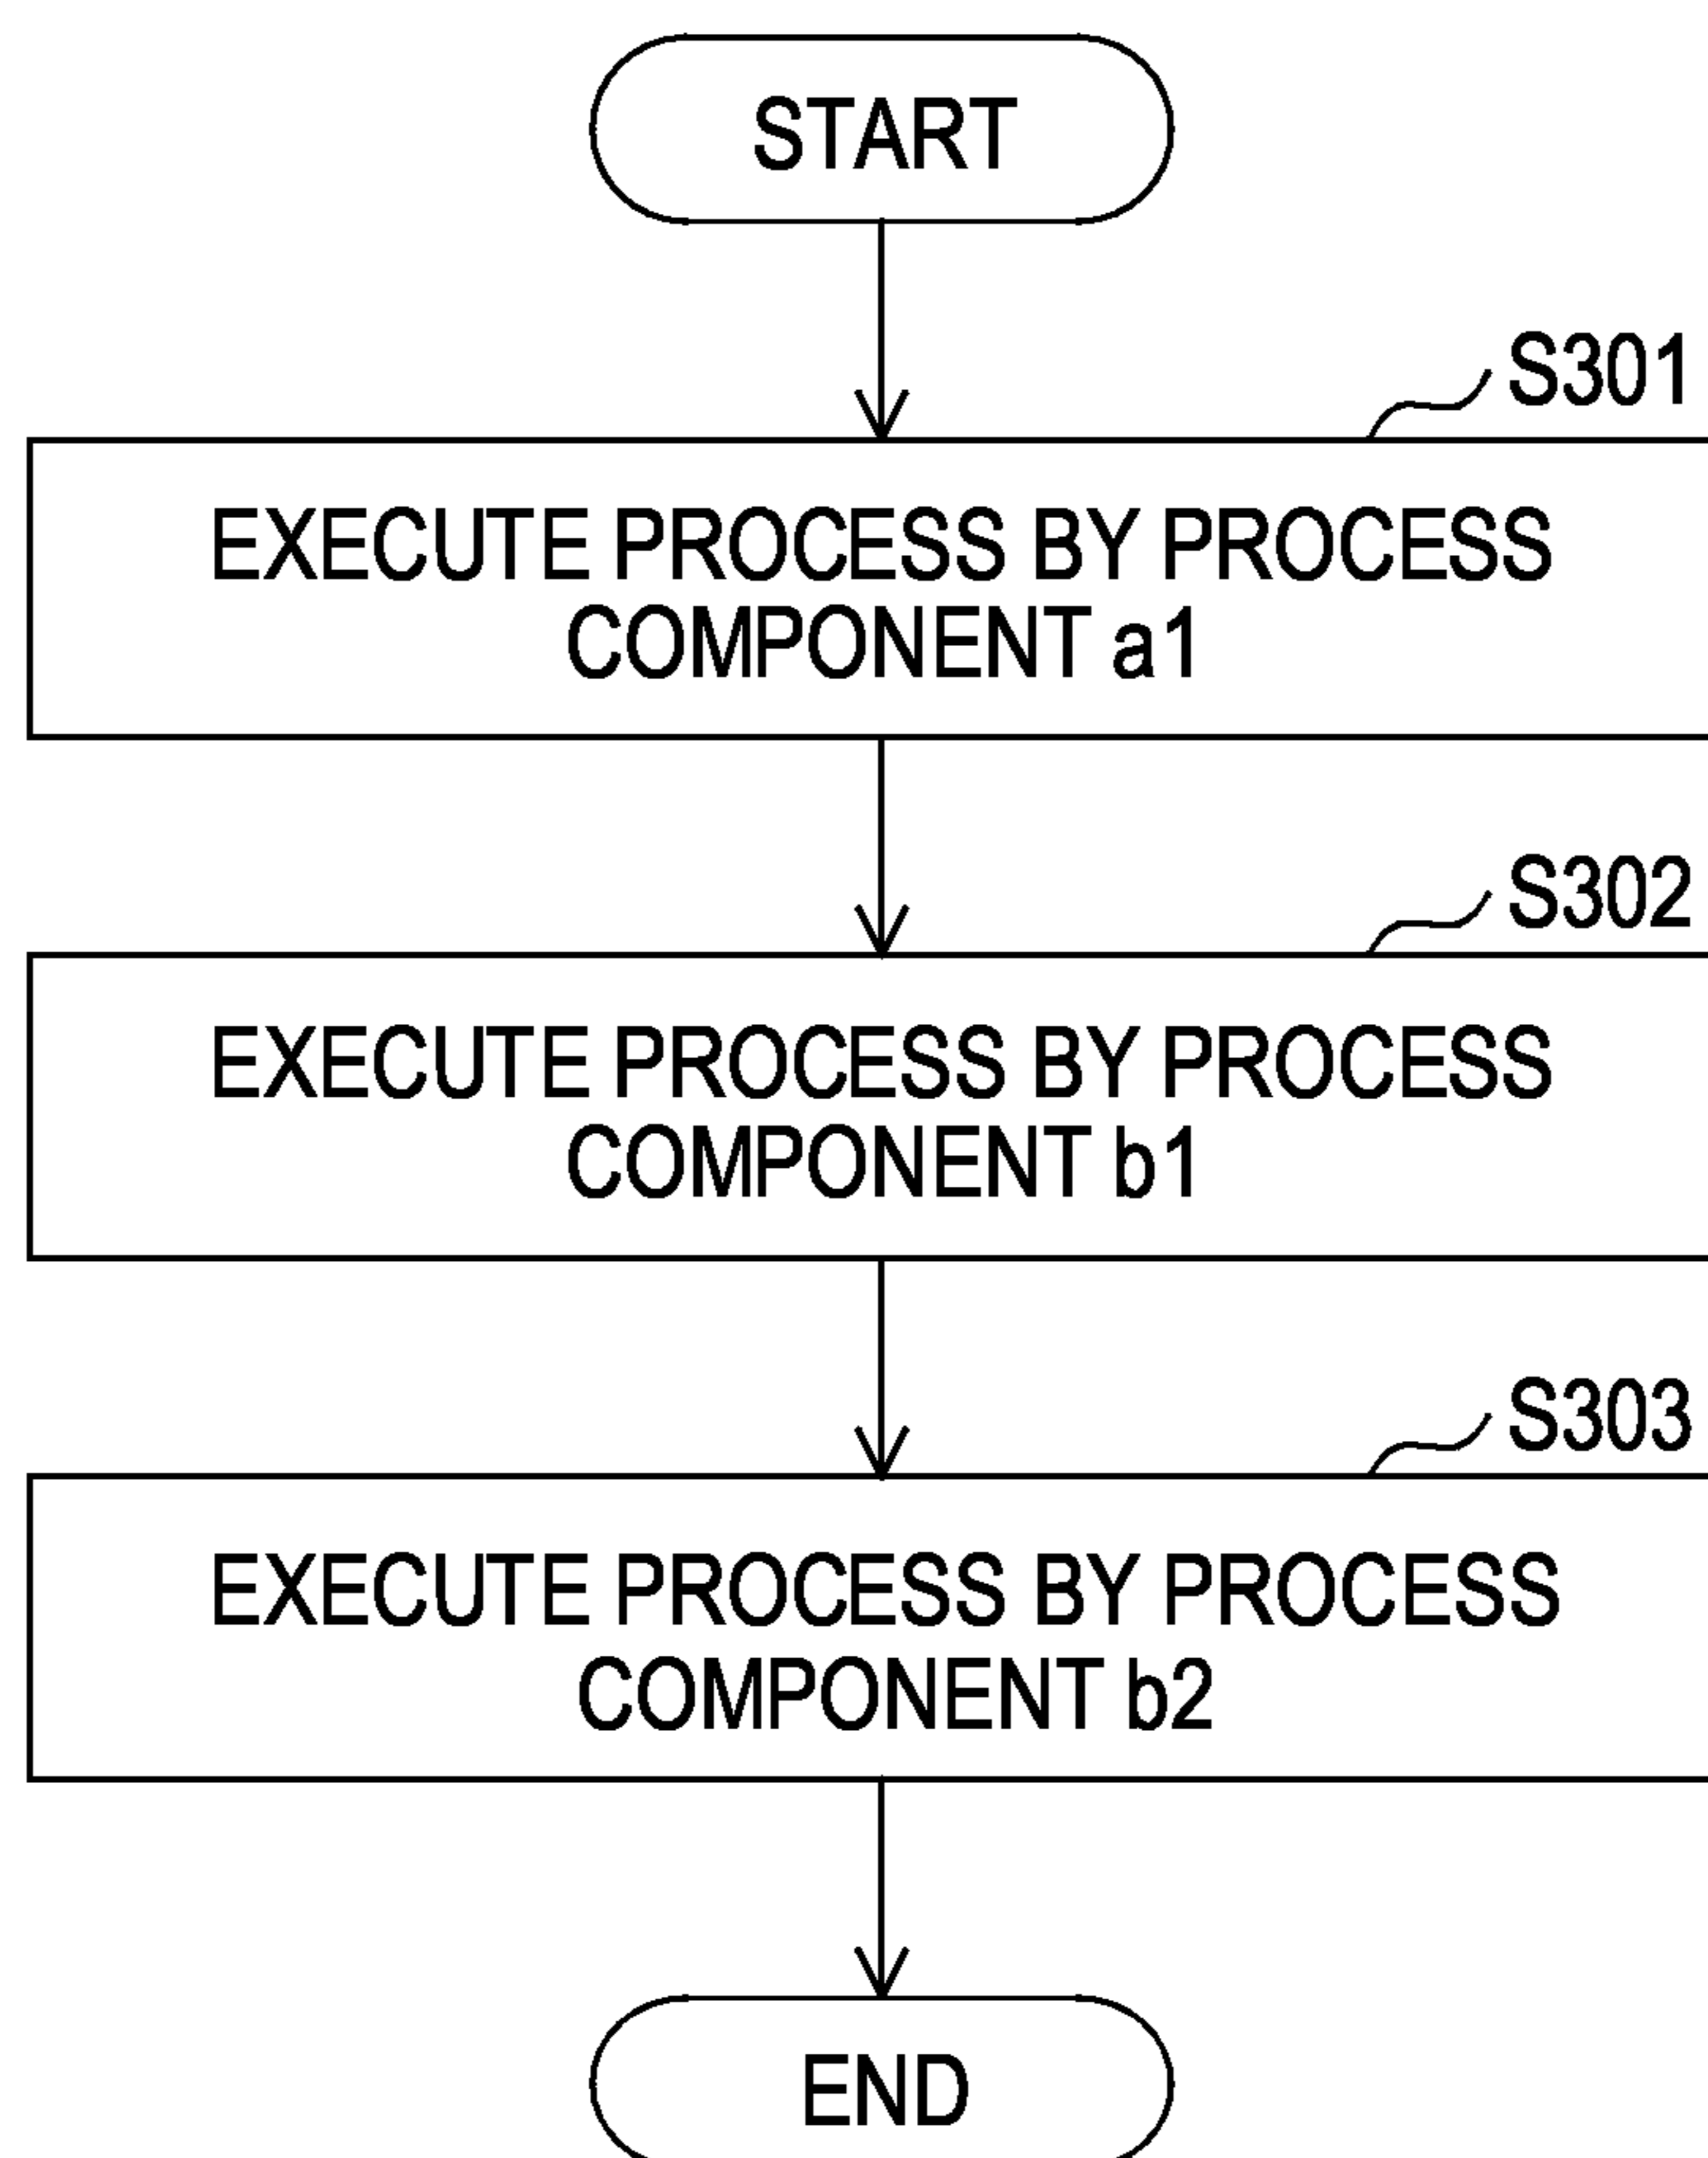 START
S301
EXECUTE PROCESS BY PROCESS
COMPONENT a1
S302
EXECUTE PROCESS BY PROCESS
COMPONENT b1
S303
EXECUTE PROCESS BY PROCESS
COMPONENT b2
END